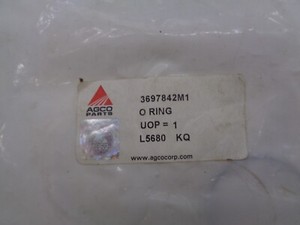 AGCO
PARTS
3697842M1
O RING
UOP = 1
L5680 KQ
www.agcocorp.com